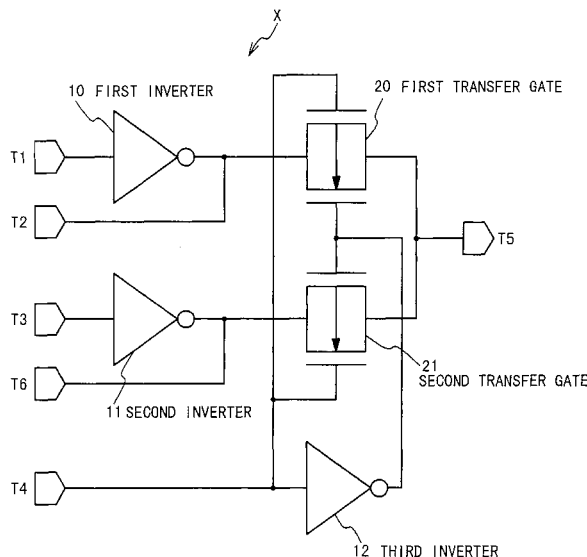 X
10 FIRST INVERTER
20 FIRST TRANSFER GATE
T1
T2
T5
T3
T6
11 SECOND INVERTER
21
SECOND TRANSFER GATE
T4
12 THIRD INVERTER